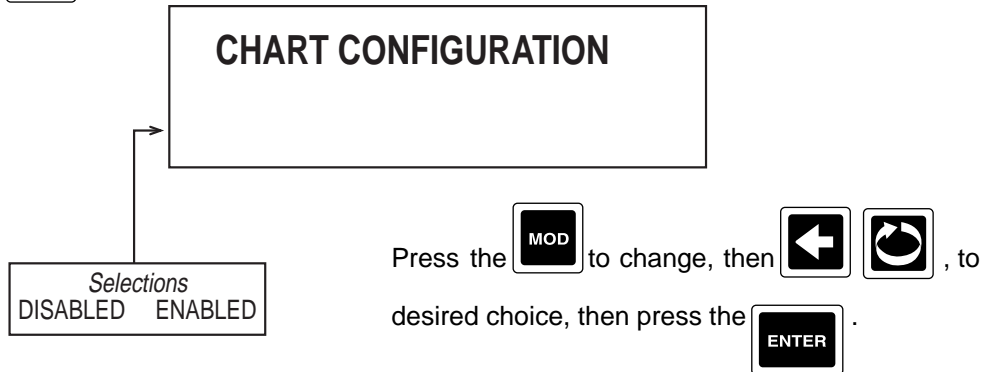 CHART CONFIGURATION
Selections
DISABLED ENABLED
Press the MOD to change, then , to
desired choice, then press the ENTER .